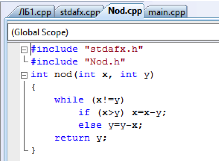 ЛБ1.cpp stdafx.cpp Nod.cpp main.cpp
(Global Scope)
#include "stdafx.h"
#include "Nod.h"
int nod(int x, int y)
{
while (x!=y)
if (x>y) x=x-y;
else y=y-x;
return y;
}